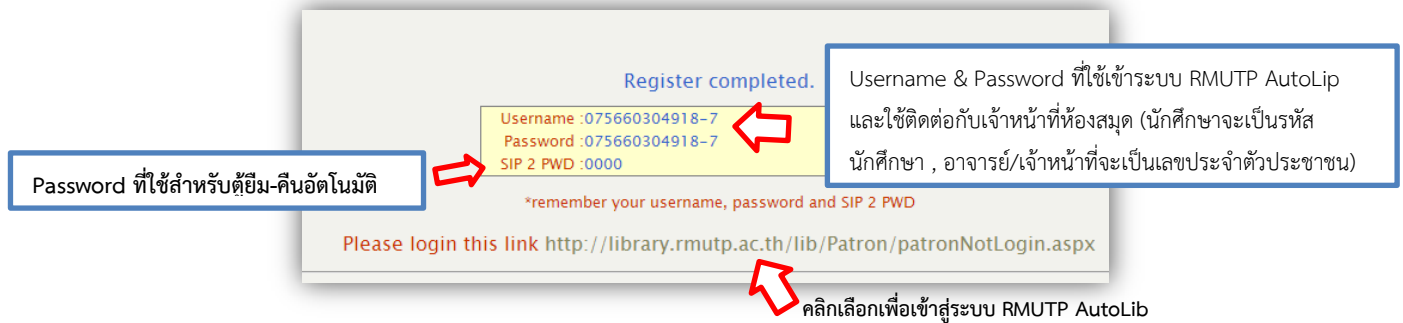 Register completed.
Username :075660304918-7
Password :075660304918-7
SIP 2 PWD :0000
Username & Password ที่ใช้เข้าระบบ RMUTP AutoLip
และใช้ติดต่อกับเจ้าหน้าที่ห้องสมุด (นักศึกษาจะเป็นรหัส
นักศึกษา , อาจารย์/เจ้าหน้าที่จะเป็นเลขประจำตัวประชาชน)
Password ที่ใช้สำหรับตู้ยืม-คืนอัตโนมัติ
*remember your username, password and SIP 2 PWD
Please login this link http://library.rmutp.ac.th/lib/Patron/patronNotLogin.aspx
คลิกเลือกเพื่อเข้าสู่ระบบ RMUTP AutoLib